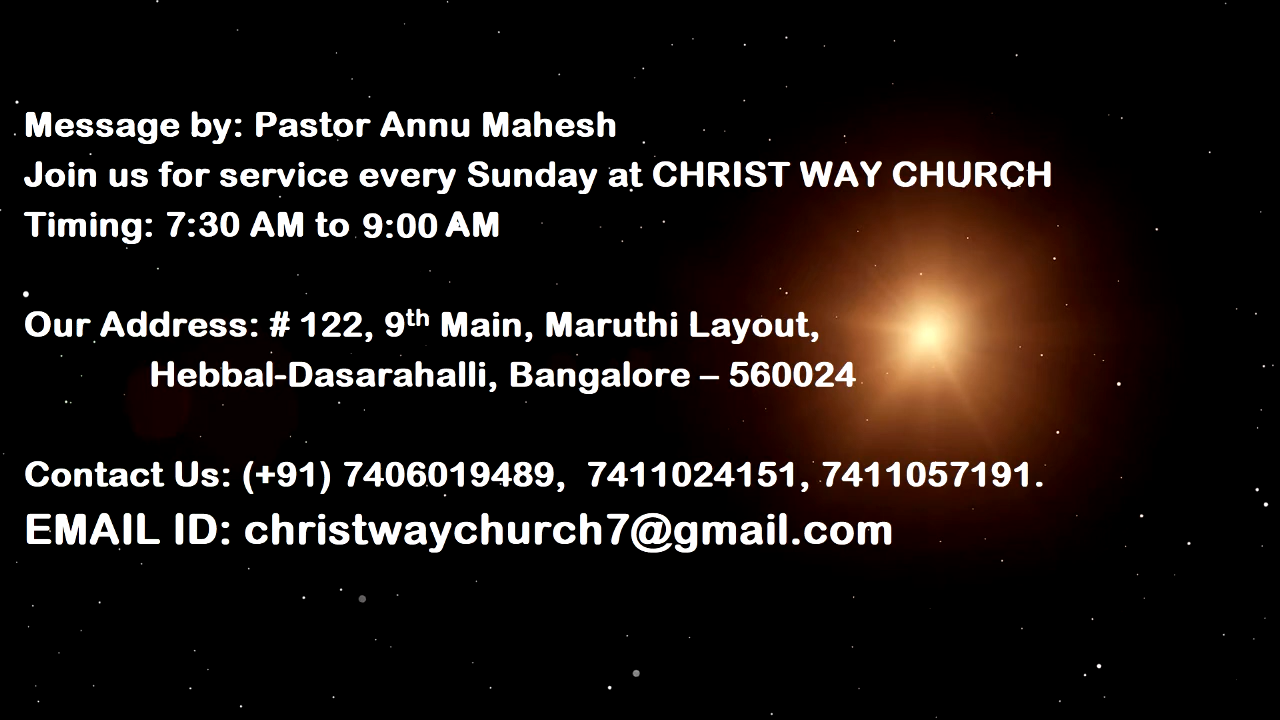 Message by: Pastor Annu Mahesh
Join us for service every Sunday at CHRIST WAY CHURCH
Timing: 7:30 AM to 9:00 AM
Our Address: # 122, 9th Main, Maruthi Layout,
Hebbal-Dasarahalli, Bangalore – 560024
Contact Us: (+91) 7406019489, 7411024151, 7411057191.
EMAIL ID: christwaychurch7@gmail.com